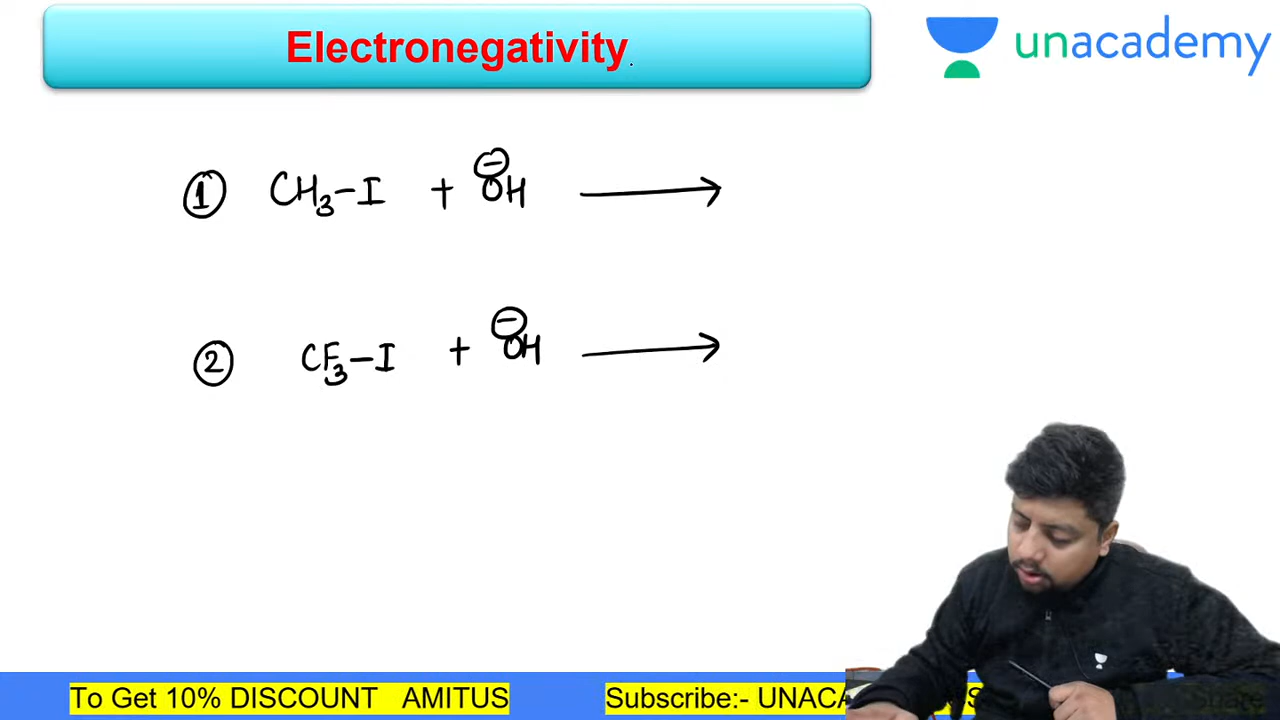 Electronegativity.
unacademy
① CH₃–I + ⊖OH ⟶
② CF₃–I + ⊖OH ⟶
To Get 10% DISCOUNT AMITUS Subscribe:- UNACA